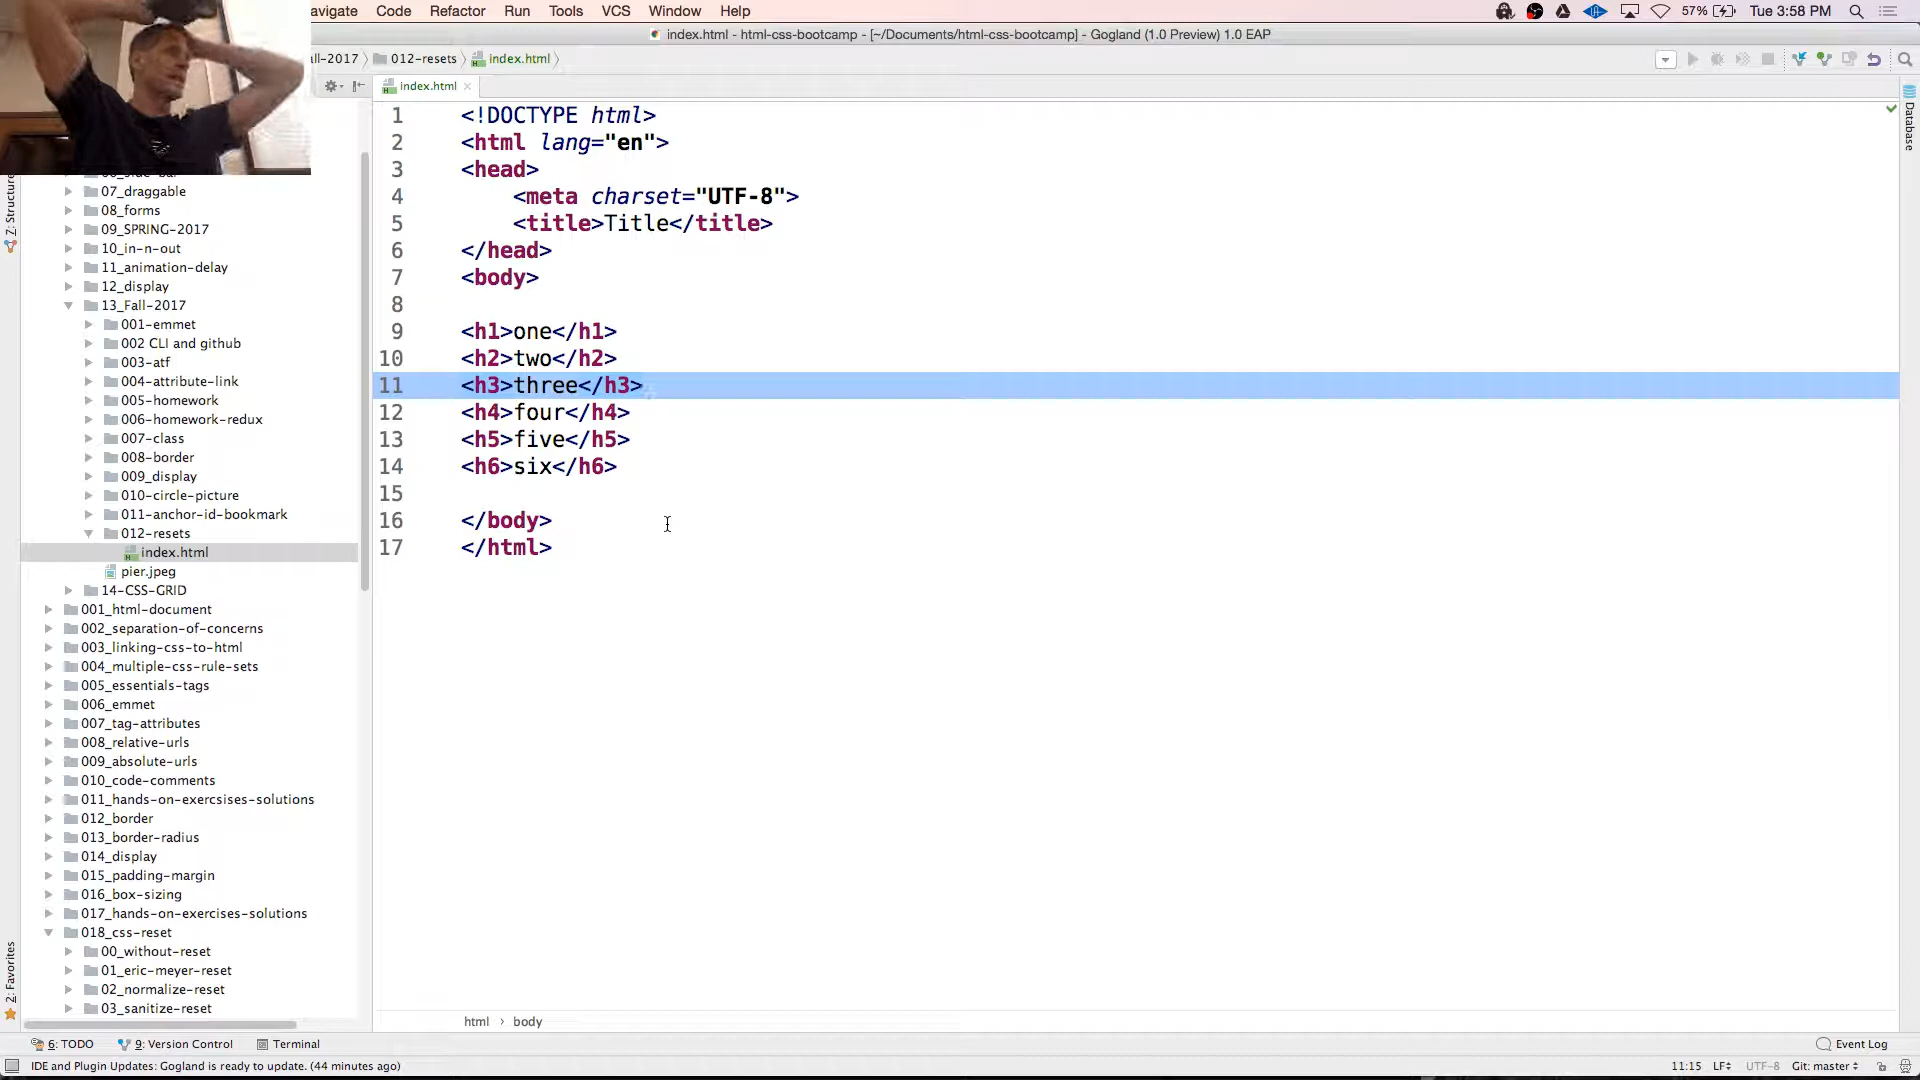 avigate Code Refactor Run Tools VCS Window Help
57% Tue 3:58 PM
index.html - html-css-bootcamp - [~/Documents/html-css-bootcamp] - Gogland (1.0 Preview) 1.0 EAP
all-2017 012-resets index.html
index.html
Z: Structure
07_draggable
08_forms
09_SPRING-2017
10_in-n-out
11_animation-delay
12_display
13_Fall-2017
001-emmet
002 CLI and github
003-atf
004-attribute-link
005-homework
006-homework-redux
007-class
008-border
009_display
010-circle-picture
011-anchor-id-bookmark
012-resets
index.html
pier.jpeg
14-CSS-GRID
001_html-document
002_separation-of-concerns
003_linking-css-to-html
004_multiple-css-rule-sets
005_essentials-tags
006_emmet
007_tag-attributes
008_relative-urls
009_absolute-urls
010_code-comments
011_hands-on-exercsises-solutions
012_border
013_border-radius
014_display
015_padding-margin
016_box-sizing
017_hands-on-exercises-solutions
018_css-reset
00_without-reset
01_eric-meyer-reset
02_normalize-reset
03_sanitize-reset
2: Favorites
1 <!DOCTYPE html>
2 <html lang="en">
3 <head>
4 <meta charset="UTF-8">
5 <title>Title</title>
6 </head>
7 <body>
8
9 <h1>one</h1>
10 <h2>two</h2>
11 <h3>three</h3>
12 <h4>four</h4>
13 <h5>five</h5>
14 <h6>six</h6>
15
16 </body>
17 </html>
Database
html › body
6: TODO 9: Version Control Terminal Event Log
IDE and Plugin Updates: Gogland is ready to update. (44 minutes ago) 11:15 LF UTF-8 Git: master